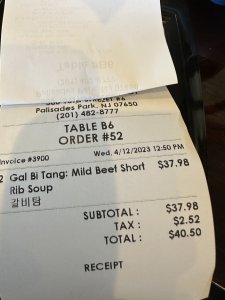 Palisades Park, NJ 07650
(201) 482-8777
TABLE B6
ORDER #52
Invoice #3900 Wed, 4/12/2023 12:50 PM
2 Gal Bi Tang: Mild Beef Short $37.98
Rib Soup
갈비탕
SUBTOTAL: $37.98
TAX: $2.52
TOTAL: $40.50
RECEIPT